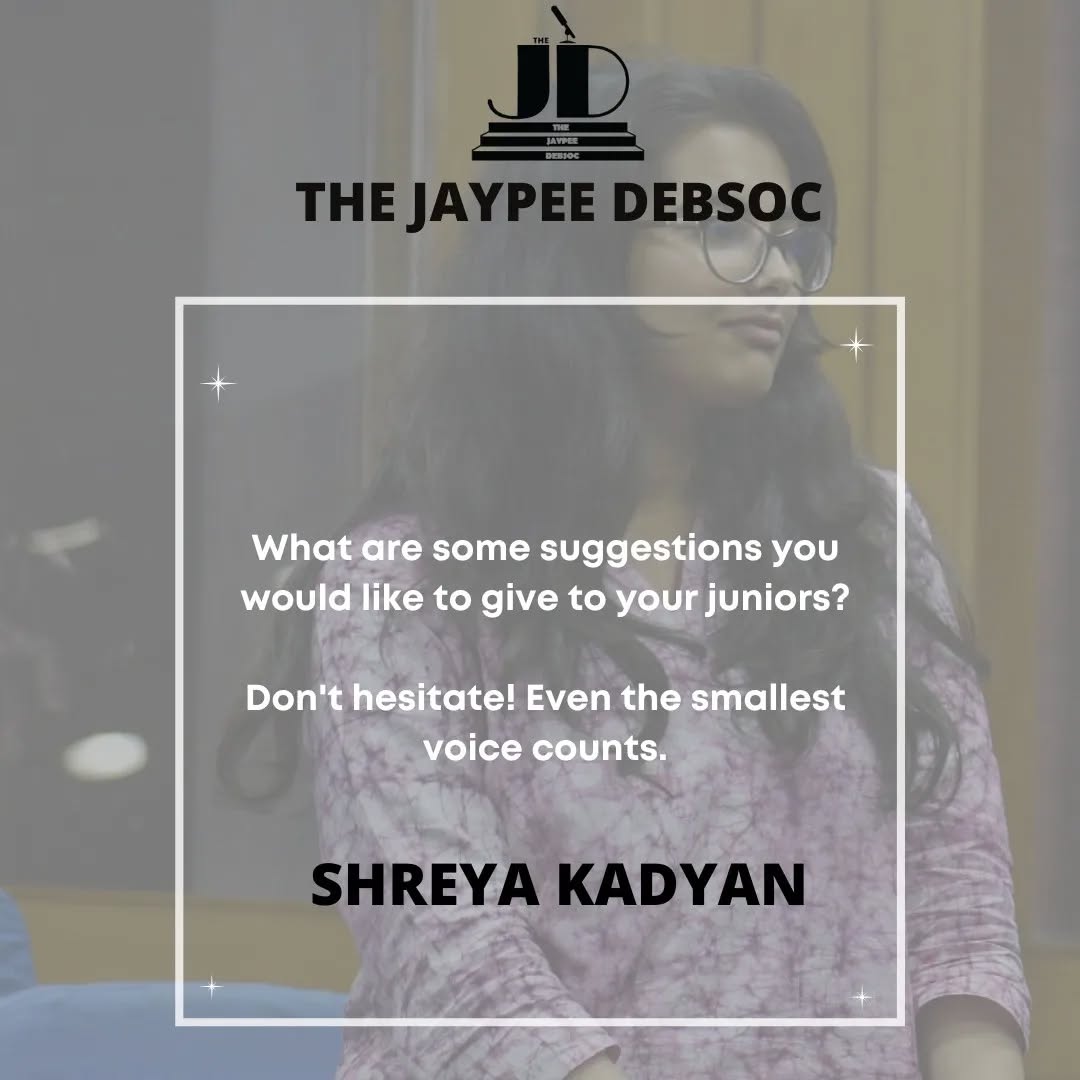 THE
JD
THE
JAYPEE
DEBSOC
THE JAYPEE DEBSOC
What are some suggestions you
would like to give to your juniors?
Don't hesitate! Even the smallest
voice counts.
SHREYA KADYAN